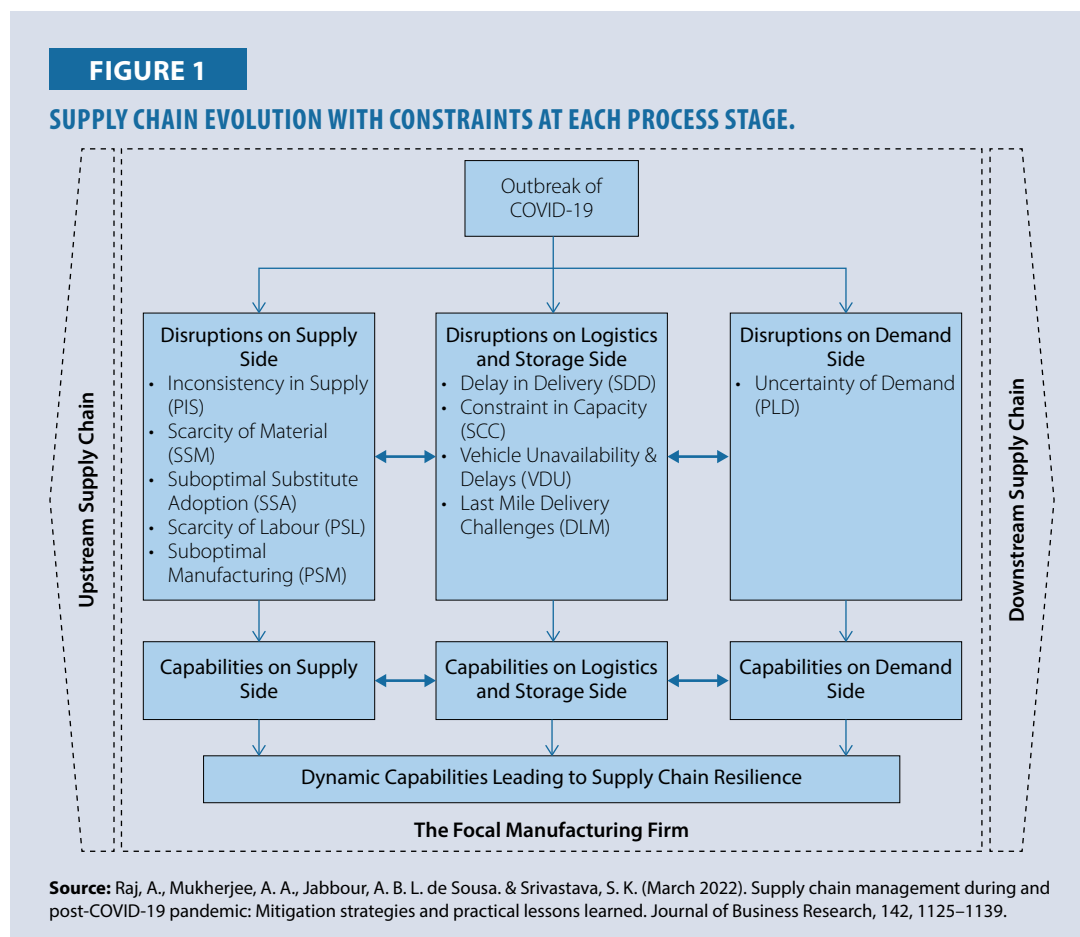 FIGURE 1
SUPPLY CHAIN EVOLUTION WITH CONSTRAINTS AT EACH PROCESS STAGE.
Upstream Supply Chain
Outbreak of
COVID-19
Disruptions on Supply
Side
• Inconsistency in Supply
(PIS)
• Scarcity of Material
(SSM)
• Suboptimal Substitute
Adoption (SSA)
• Scarcity of Labour (PSL)
• Suboptimal
Manufacturing (PSM)
Disruptions on Logistics
and Storage Side
• Delay in Delivery (SDD)
• Constraint in Capacity
(SCC)
• Vehicle Unavailability &
Delays (VDU)
• Last Mile Delivery
Challenges (DLM)
Disruptions on Demand
Side
• Uncertainty of Demand
(PLD)
Capabilities on Supply
Side
Capabilities on Logistics
and Storage Side
Capabilities on Demand
Side
Dynamic Capabilities Leading to Supply Chain Resilience
The Focal Manufacturing Firm
Downstream Supply Chain
Source: Raj, A., Mukherjee, A. A., Jabbour, A. B. L. de Sousa. & Srivastava, S. K. (March 2022). Supply chain management during and
post-COVID-19 pandemic: Mitigation strategies and practical lessons learned. Journal of Business Research, 142, 1125–1139.